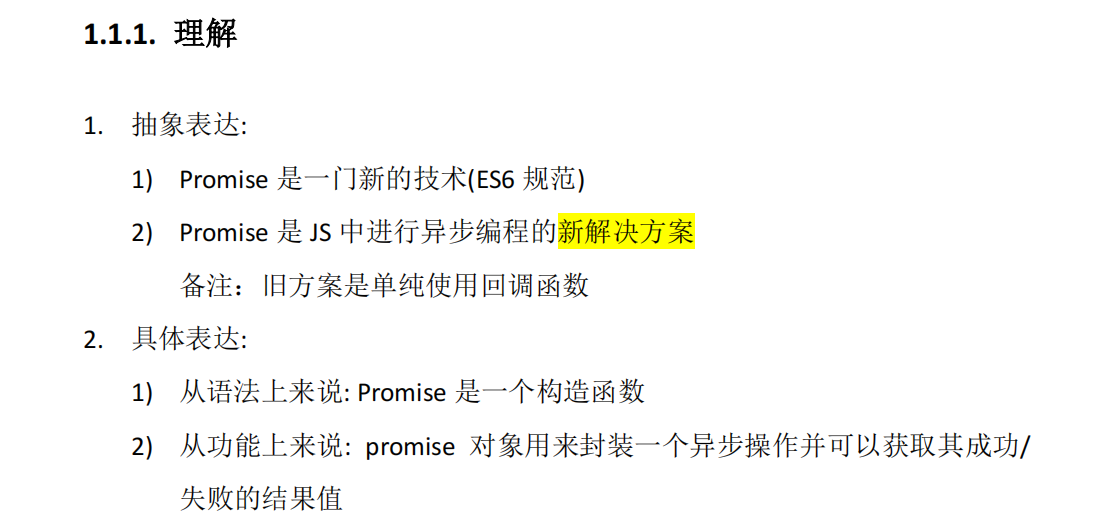 1.1.1. 理解
1. 抽象表达:
1) Promise 是一门新的技术(ES6 规范)
2) Promise 是 JS 中进行异步编程的新解决方案
备注：旧方案是单纯使用回调函数
2. 具体表达:
1) 从语法上来说: Promise 是一个构造函数
2) 从功能上来说: promise 对象用来封装一个异步操作并可以获取其成功/
失败的结果值